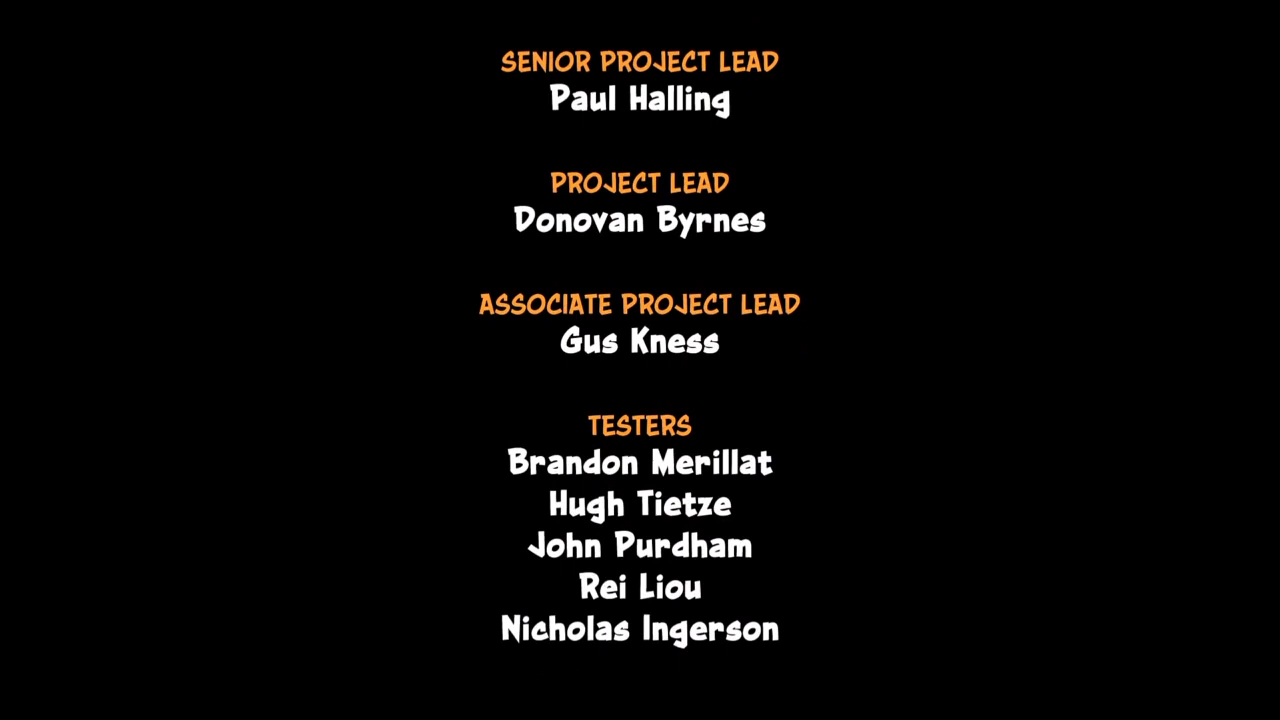 SENIOR PROJECT LEAD
Paul Halling
PROJECT LEAD
Donovan Byrnes
ASSOCIATE PROJECT LEAD
Gus Kness
TESTERS
Brandon Merillat
Hugh Tietze
John Purdham
Rei Liou
Nicholas Ingerson